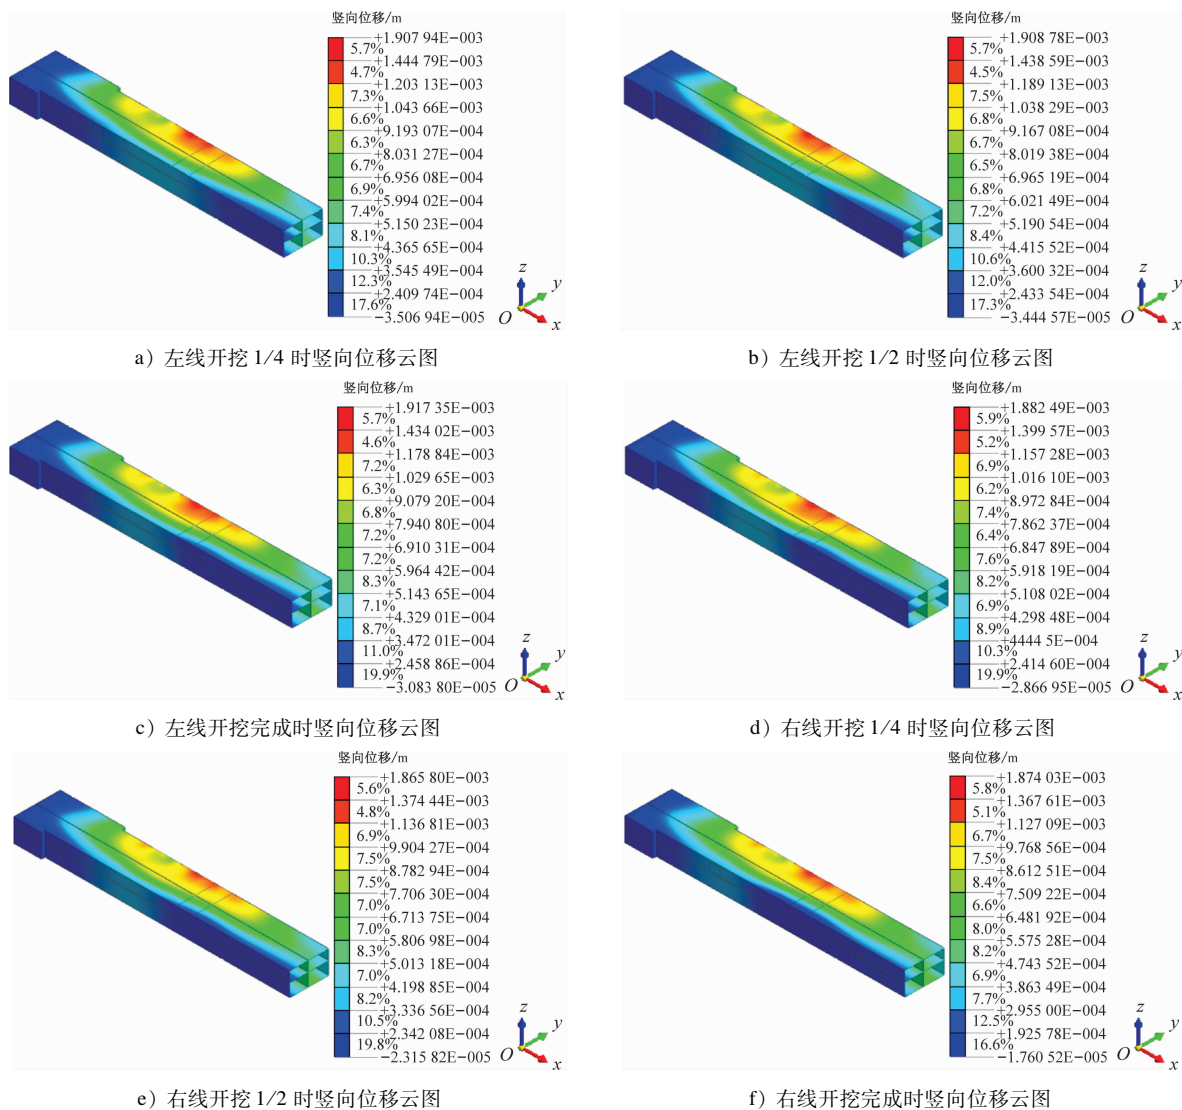 竖向位移/m
+1.907 94E−003
5.7%
+1.444 79E−003
4.7%
+1.203 13E−003
7.3%
+1.043 66E−003
6.6%
+9.193 07E−004
6.3%
+8.031 27E−004
6.7%
+6.956 08E−004
6.9%
+5.994 02E−004
7.4%
+5.150 23E−004
8.1%
+4.365 65E−004
10.3%
+3.545 49E−004
12.3%
+2.409 74E−004
17.6%
−3.506 94E−005
z
y
O
x
a）左线开挖 1/4 时竖向位移云图
竖向位移/m
+1.908 78E−003
5.7%
+1.438 59E−003
4.5%
+1.189 13E−003
7.5%
+1.038 29E−003
6.8%
+9.167 08E−004
6.7%
+8.019 38E−004
6.5%
+6.965 19E−004
6.8%
+6.021 49E−004
7.2%
+5.190 54E−004
8.4%
+4.415 52E−004
10.6%
+3.600 32E−004
12.0%
+2.433 54E−004
17.3%
−3.444 57E−005
z
y
O
x
b）左线开挖 1/2 时竖向位移云图
竖向位移/m
+1.917 35E−003
5.7%
+1.434 02E−003
4.6%
+1.178 84E−003
7.2%
+1.029 65E−003
6.3%
+9.079 20E−004
6.8%
+7.940 80E−004
7.2%
+6.910 31E−004
7.2%
+5.964 42E−004
8.3%
+5.143 65E−004
7.1%
+4.329 01E−004
8.7%
+3.472 01E−004
11.0%
+2.458 86E−004
19.9%
−3.083 80E−005
z
y
O
x
c）左线开挖完成时竖向位移云图
竖向位移/m
+1.882 49E−003
5.9%
+1.399 57E−003
5.2%
+1.157 28E−003
6.9%
+1.016 10E−003
6.2%
+8.972 84E−004
7.4%
+7.862 37E−004
6.4%
+6.847 89E−004
7.6%
+5.918 19E−004
8.2%
+5.108 02E−004
6.9%
+4.298 48E−004
8.9%
+4444 5E−004
10.3%
+2.414 60E−004
19.9%
−2.866 95E−005
z
y
O
x
d）右线开挖 1/4 时竖向位移云图
竖向位移/m
+1.865 80E−003
5.6%
+1.374 44E−003
4.8%
+1.136 81E−003
6.9%
+9.904 27E−004
7.5%
+8.782 94E−004
7.5%
+7.706 30E−004
7.0%
+6.713 75E−004
7.0%
+5.806 98E−004
8.3%
+5.013 18E−004
7.0%
+4.198 85E−004
8.2%
+3.336 56E−004
10.5%
+2.342 08E−004
19.8%
−2.315 82E−005
z
y
O
x
e）右线开挖 1/2 时竖向位移云图
竖向位移/m
+1.874 03E−003
5.8%
+1.367 61E−003
5.1%
+1.127 09E−003
6.7%
+9.768 56E−004
7.5%
+8.612 51E−004
8.4%
+7.509 22E−004
6.6%
+6.481 92E−004
8.0%
+5.575 28E−004
8.2%
+4.743 52E−004
6.9%
+3.863 49E−004
7.7%
+2.955 00E−004
12.5%
+1.925 78E−004
16.6%
−1.760 52E−005
z
y
O
x
f）右线开挖完成时竖向位移云图